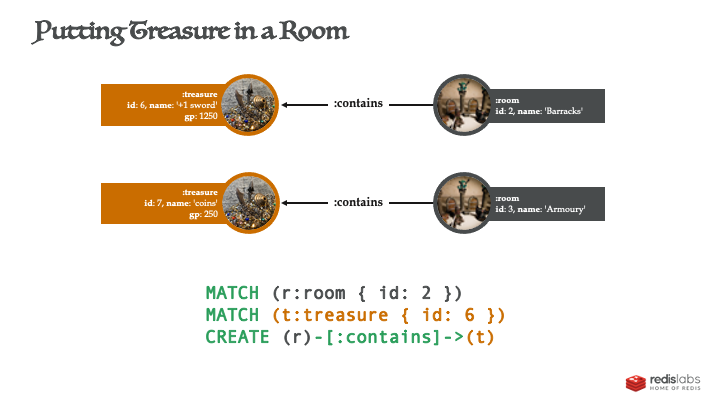 Putting Treasure in a Room
:treasure
id: 6, name: '+1 sword'
gp: 1250
:contains
:room
id: 2, name: 'Barracks'
:treasure
id: 7, name: 'coins'
gp: 250
:contains
:room
id: 3, name: 'Armoury'
MATCH (r:room { id: 2 })
MATCH (t:treasure { id: 6 })
CREATE (r)-[:contains]->(t)
redislabs
HOME OF REDIS